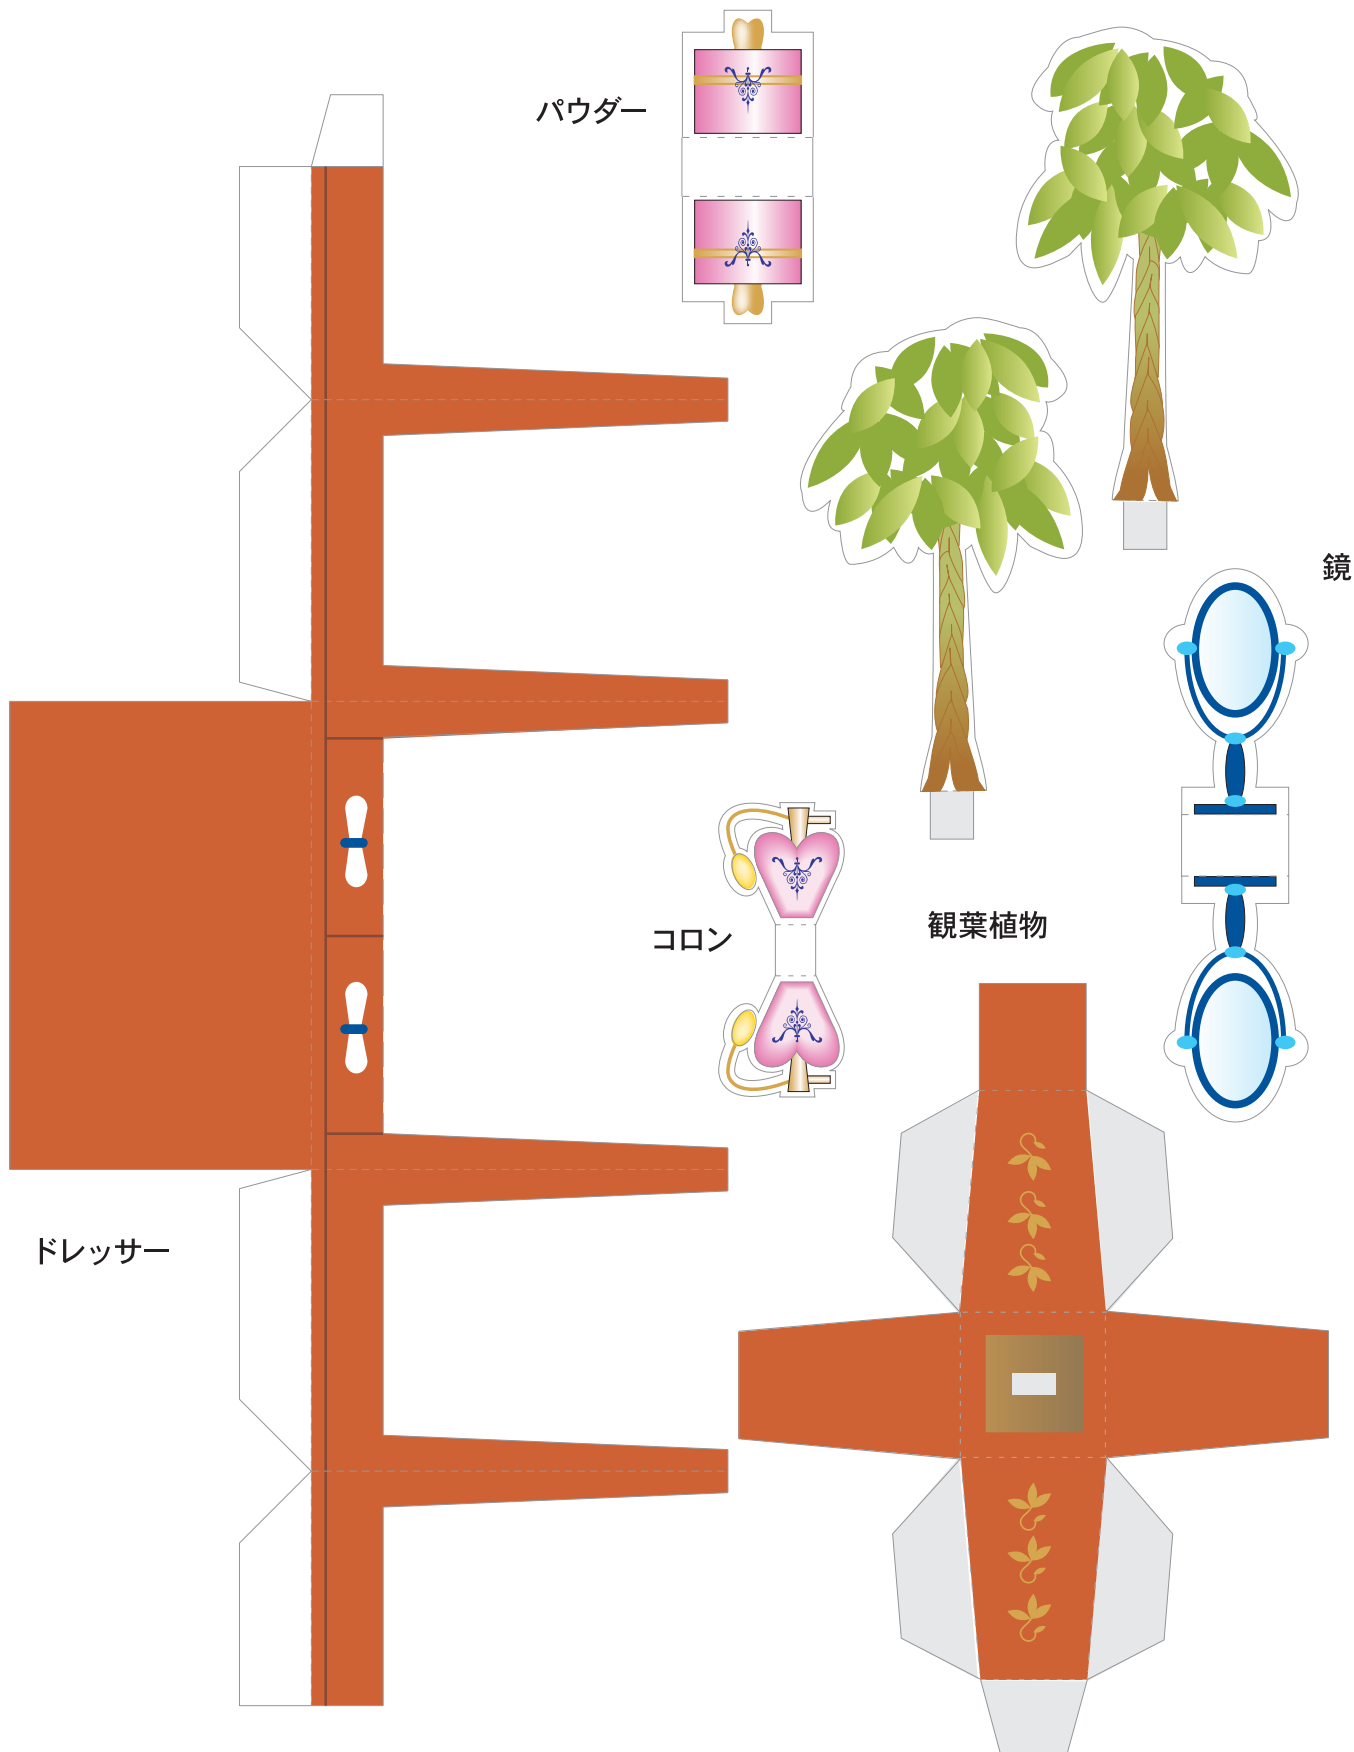 パウダー
鏡
コロン
観葉植物
ドレッサー